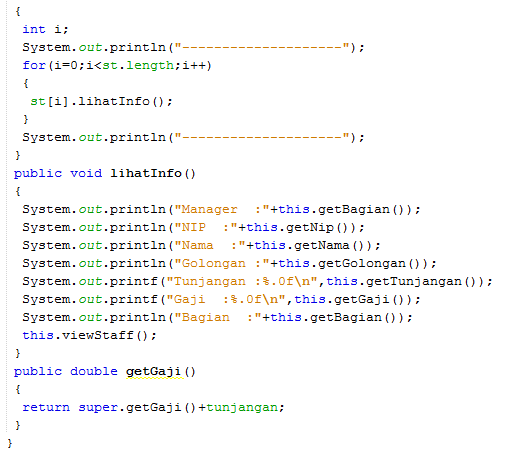 {
int i;
System.out.println("--------------------");
for(i=0;i<st.length;i++)
{
st[i].lihatInfo();
}
System.out.println("--------------------");
}
public void lihatInfo()
{
System.out.println("Manager  :"+this.getBagian());
System.out.println("NIP  :"+this.getNip());
System.out.println("Nama  :"+this.getNama());
System.out.println("Golongan :"+this.getGolongan());
System.out.printf("Tunjangan :%.0f\n",this.getTunjangan());
System.out.printf("Gaji  :%.0f\n",this.getGaji());
System.out.println("Bagian  :"+this.getBagian());
this.viewStaff();
}
public double getGaji()
{
return super.getGaji()+tunjangan;
}
}